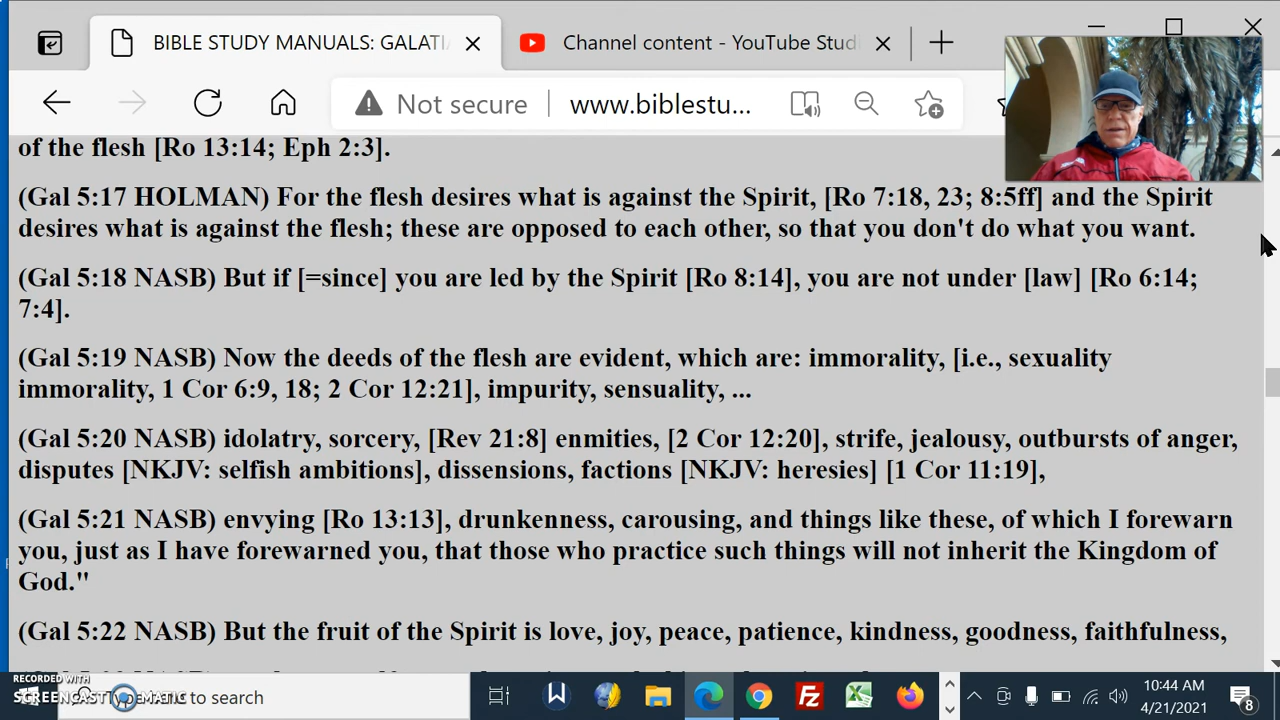 BIBLE STUDY MANUALS: GALATI
Channel content - YouTube Stud
Not secure
www.biblestu...
of the flesh [Ro 13:14; Eph 2:3].
(Gal 5:17 HOLMAN) For the flesh desires what is against the Spirit, [Ro 7:18, 23; 8:5ff] and the Spirit
desires what is against the flesh; these are opposed to each other, so that you don't do what you want.
(Gal 5:18 NASB) But if [=since] you are led by the Spirit [Ro 8:14], you are not under [law] [Ro 6:14;
7:4].
(Gal 5:19 NASB) Now the deeds of the flesh are evident, which are: immorality, [i.e., sexuality
immorality, 1 Cor 6:9, 18; 2 Cor 12:21], impurity, sensuality, ...
(Gal 5:20 NASB) idolatry, sorcery, [Rev 21:8] enmities, [2 Cor 12:20], strife, jealousy, outbursts of anger,
disputes [NKJV: selfish ambitions], dissensions, factions [NKJV: heresies] [1 Cor 11:19],
(Gal 5:21 NASB) envying [Ro 13:13], drunkenness, carousing, and things like these, of which I forewarn
you, just as I have forewarned you, that those who practice such things will not inherit the Kingdom of
God."
(Gal 5:22 NASB) But the fruit of the Spirit is love, joy, peace, patience, kindness, goodness, faithfulness,
RECORDED WITH
SCREENCAST MATIC
to search
10:44 AM
4/21/2021
8